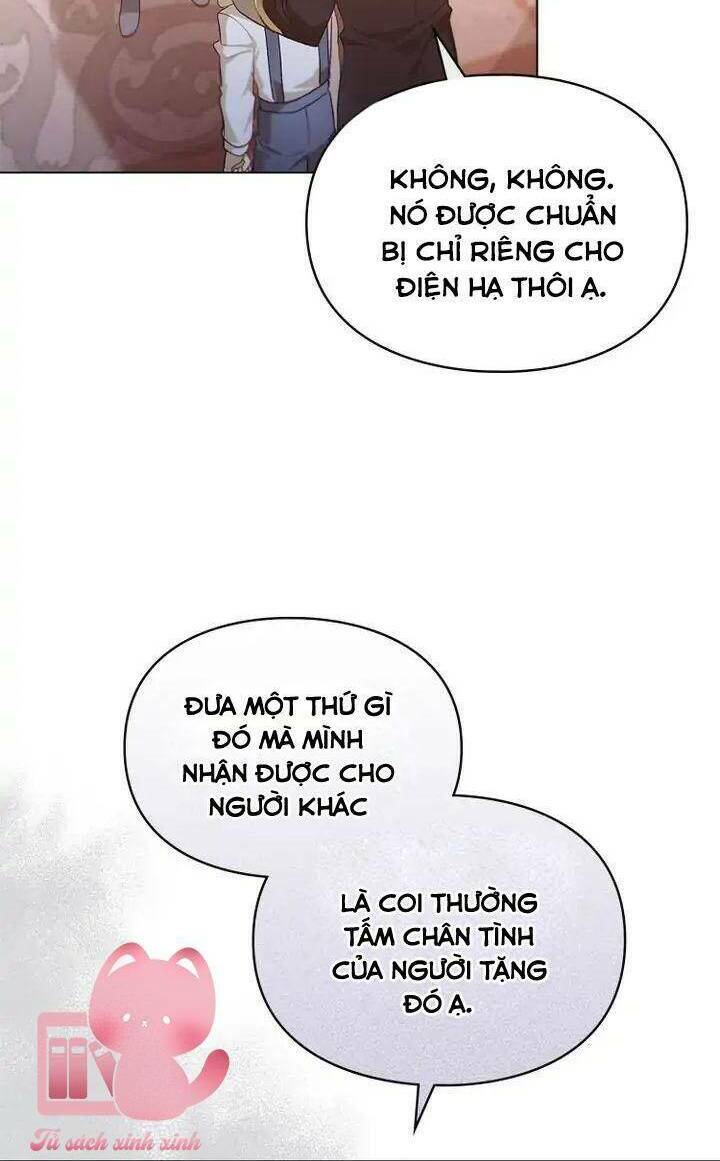 KHÔNG, KHÔNG.
NÓ ĐƯỢC CHUẨN
BỊ CHỈ RIÊNG CHO
ĐIỆN HẠ THÔI Ạ.
ĐƯA MỘT THỨ GÌ
ĐÓ MÀ MÌNH
NHẬN ĐƯỢC CHO
NGƯỜI KHÁC
LÀ COI THƯỜNG
TẤM CHÂN TÌNH
CỦA NGƯỜI TẶNG
ĐÓ Ạ.
Tủ sách xinh xinh